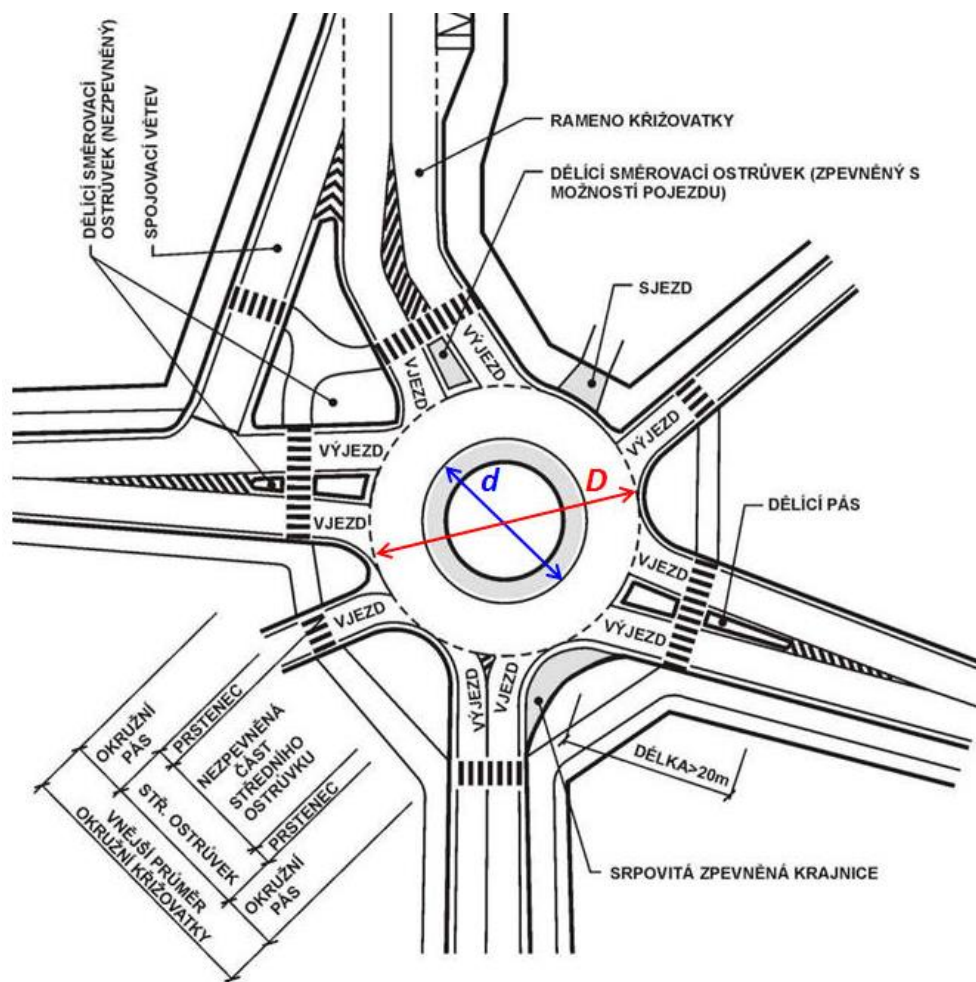 DĚLÍCÍ SMĚROVACÍ
OSTRŮVEK (NEZPEVNĚNÝ)
SPOJOVACÍ VĚTEV
RAMENO KŘIŽOVATKY
DĚLÍCÍ SMĚROVACÍ OSTRŮVEK (ZPEVNĚNÝ S
MOŽNOSTÍ POJEZDU)
SJEZD
VJEZD
VÝJEZD
VÝJEZD
VÝJEZD
d
D
DĚLÍCÍ PÁS
VJEZD
VJEZD
VÝJEZD
VJEZD
VÝJEZD
VJEZD
OKRUŽNÍ
PÁS
PRSTENEC
NEZPEVNĚNÁ
ČÁST
STŘEDNÍHO
OSTRŮVKU
PRSTENEC
STŘ. OSTRŮVEK
OKRUŽNÍ
PÁS
VNĚJŠÍ PRŮMĚR
OKRUŽNÍ KŘIŽOVATKY
DÉLKA>20m
SRPOVITÁ ZPEVNĚNÁ KRAJNICE